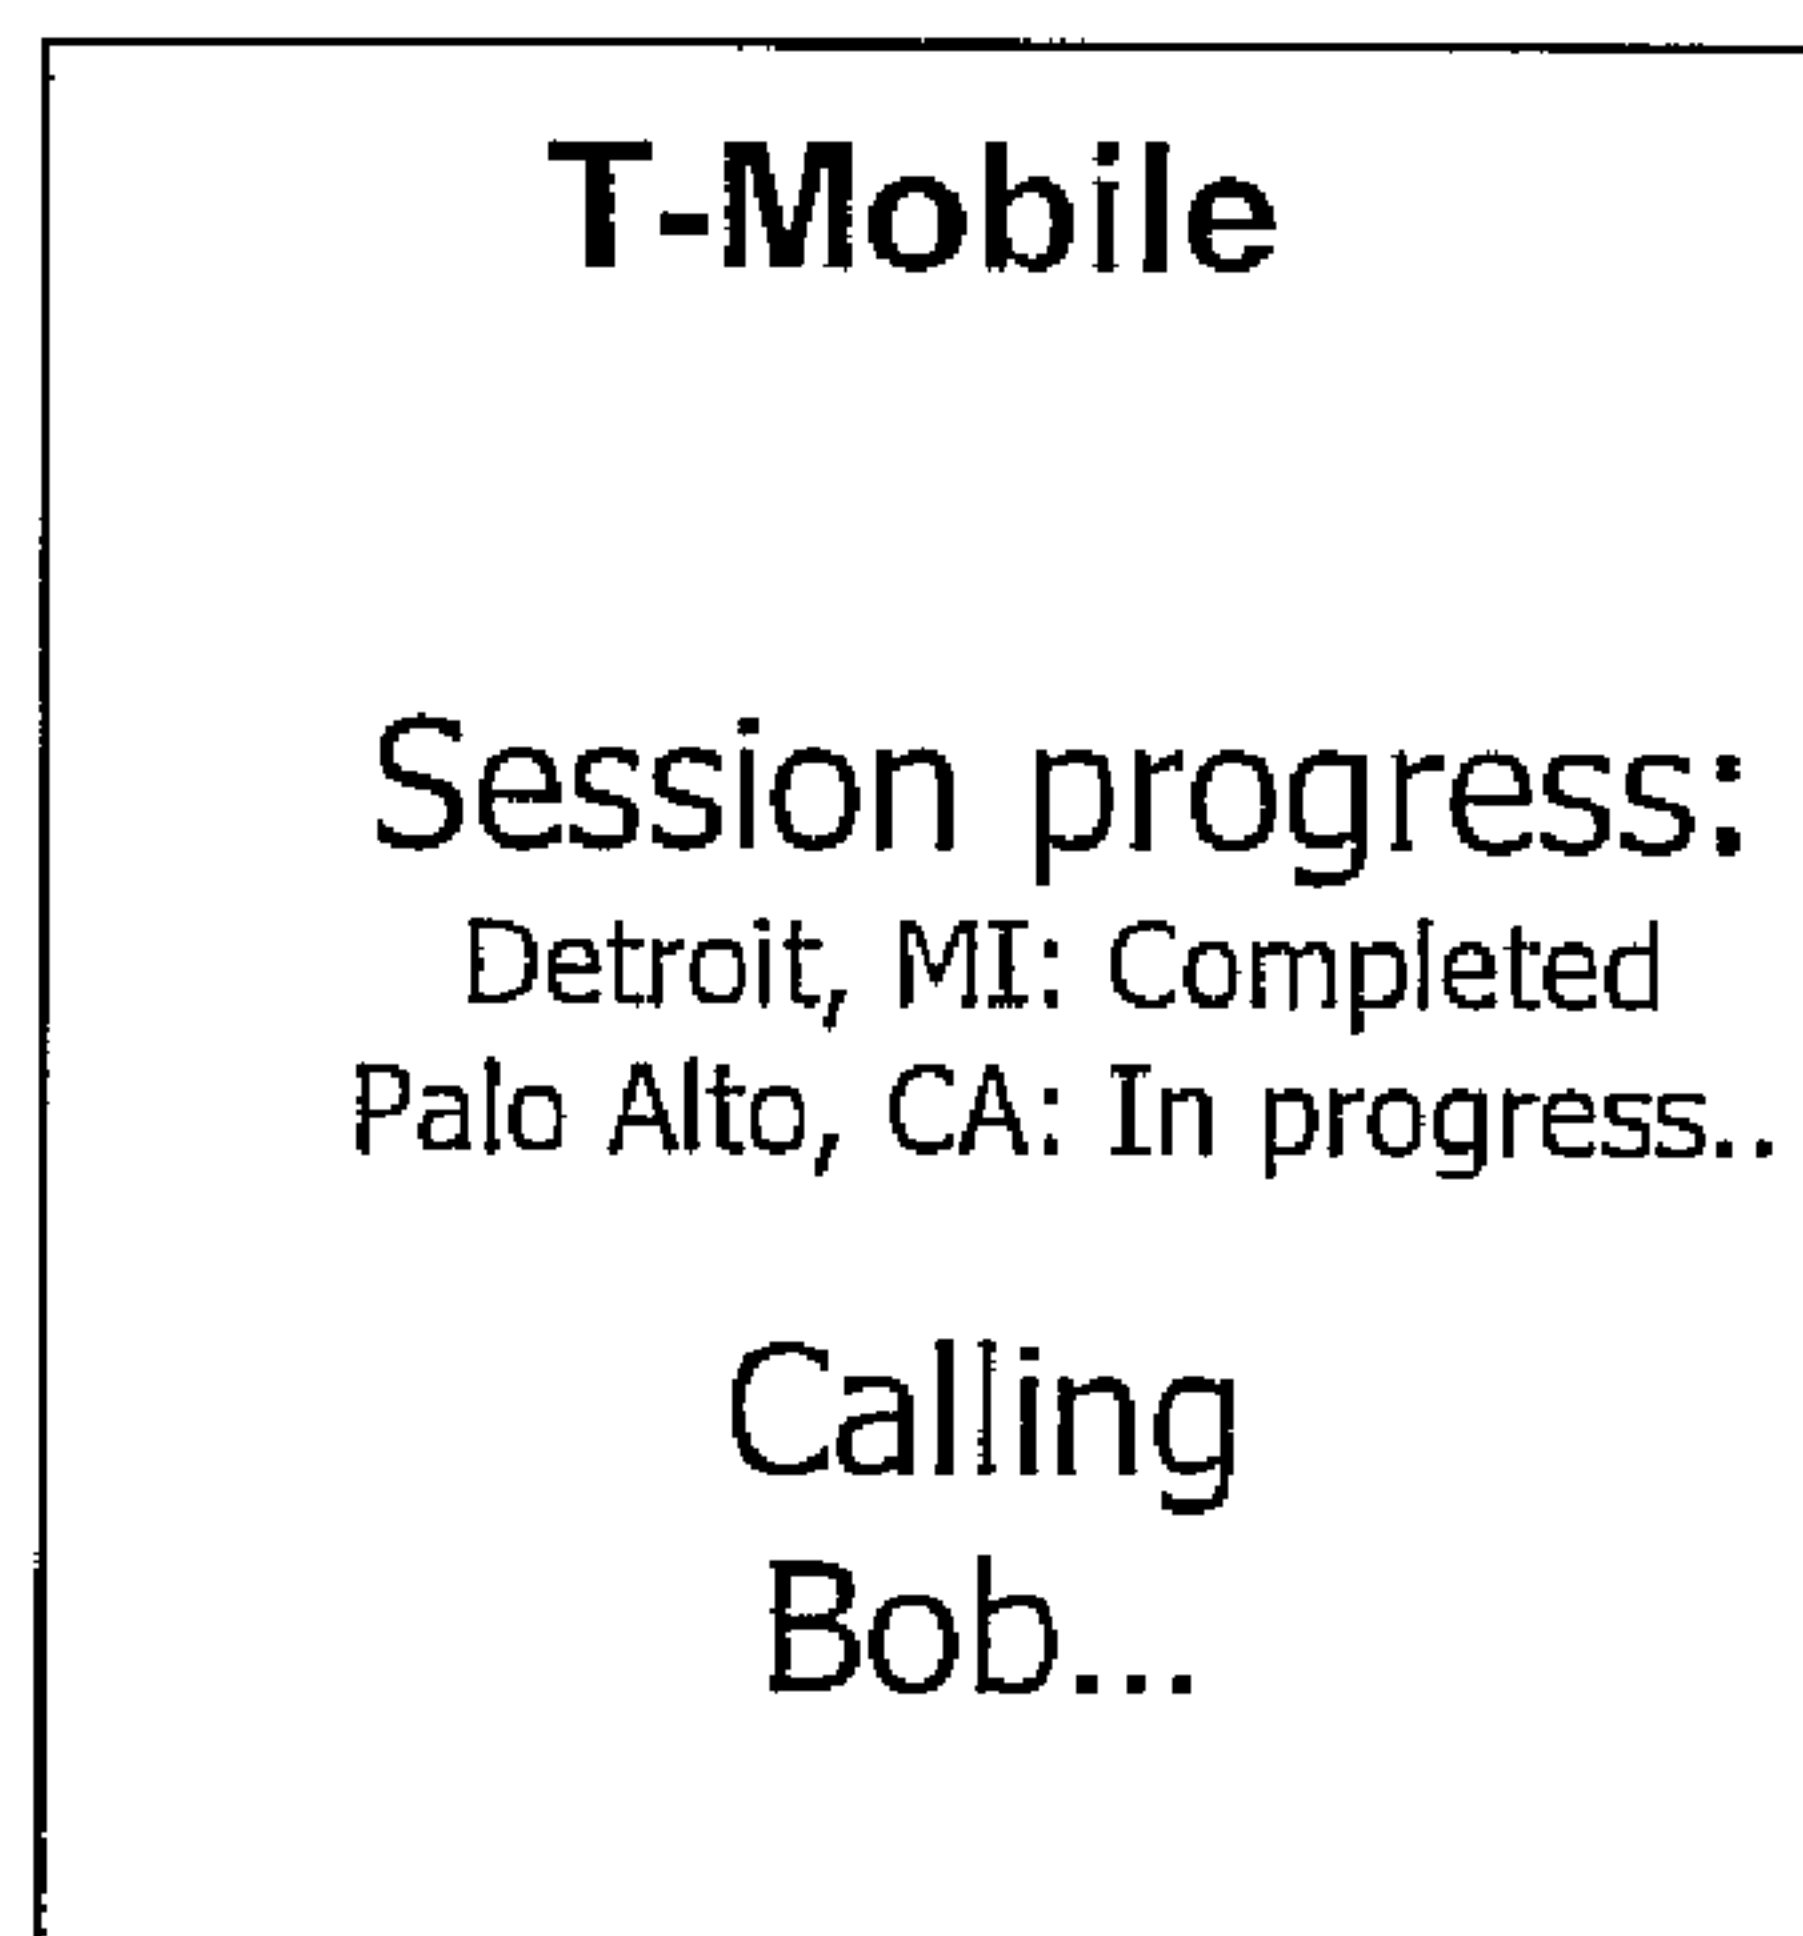 T-Mobile
Session progress:
Detroit, MI: Completed
Palo Alto, CA: In progress..
Calling
Bob...